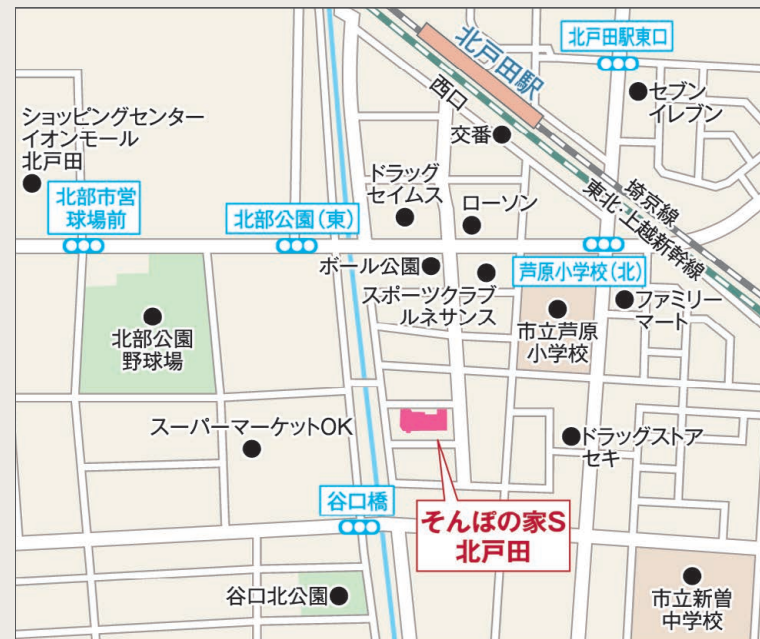 北戸田駅
北戸田駅東口
西口
セブン
イレブン
交番
ショッピングセンター
イオンモール
北戸田
ドラッグ
セイムス
ローソン
埼京線
東北・上越新幹線
北部市営
球場前
北部公園(東)
ボール公園
芦原小学校(北)
スポーツクラブ
ルネサンス
ファミリー
マート
北部公園
野球場
市立芦原
小学校
スーパーマーケットOK
ドラッグストア
セキ
谷口橋
そんぽの家S
北戸田
谷口北公園
市立新曽
中学校